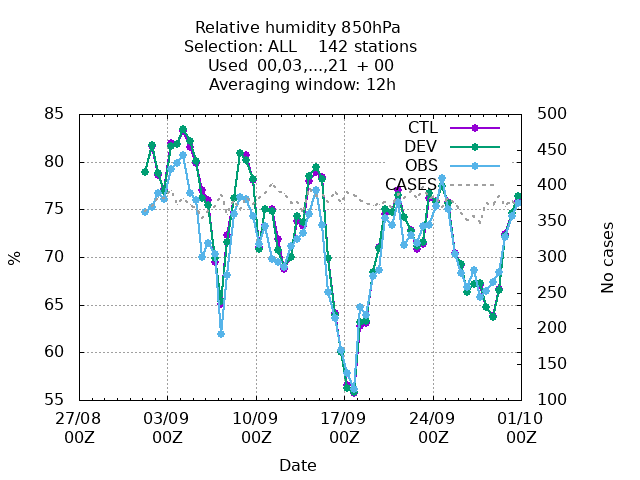 Relative humidity 850hPa
Selection: ALL    142 stations
Used  00,03,...,21  + 00
Averaging window: 12h
85
80
75
70
65
60
55
%
500
450
400
350
300
250
200
150
100
No cases
CTL
DEV
OBS
CASES
27/08 03/09 10/09 17/09 24/09 01/10
00Z 00Z 00Z 00Z 00Z 00Z
Date